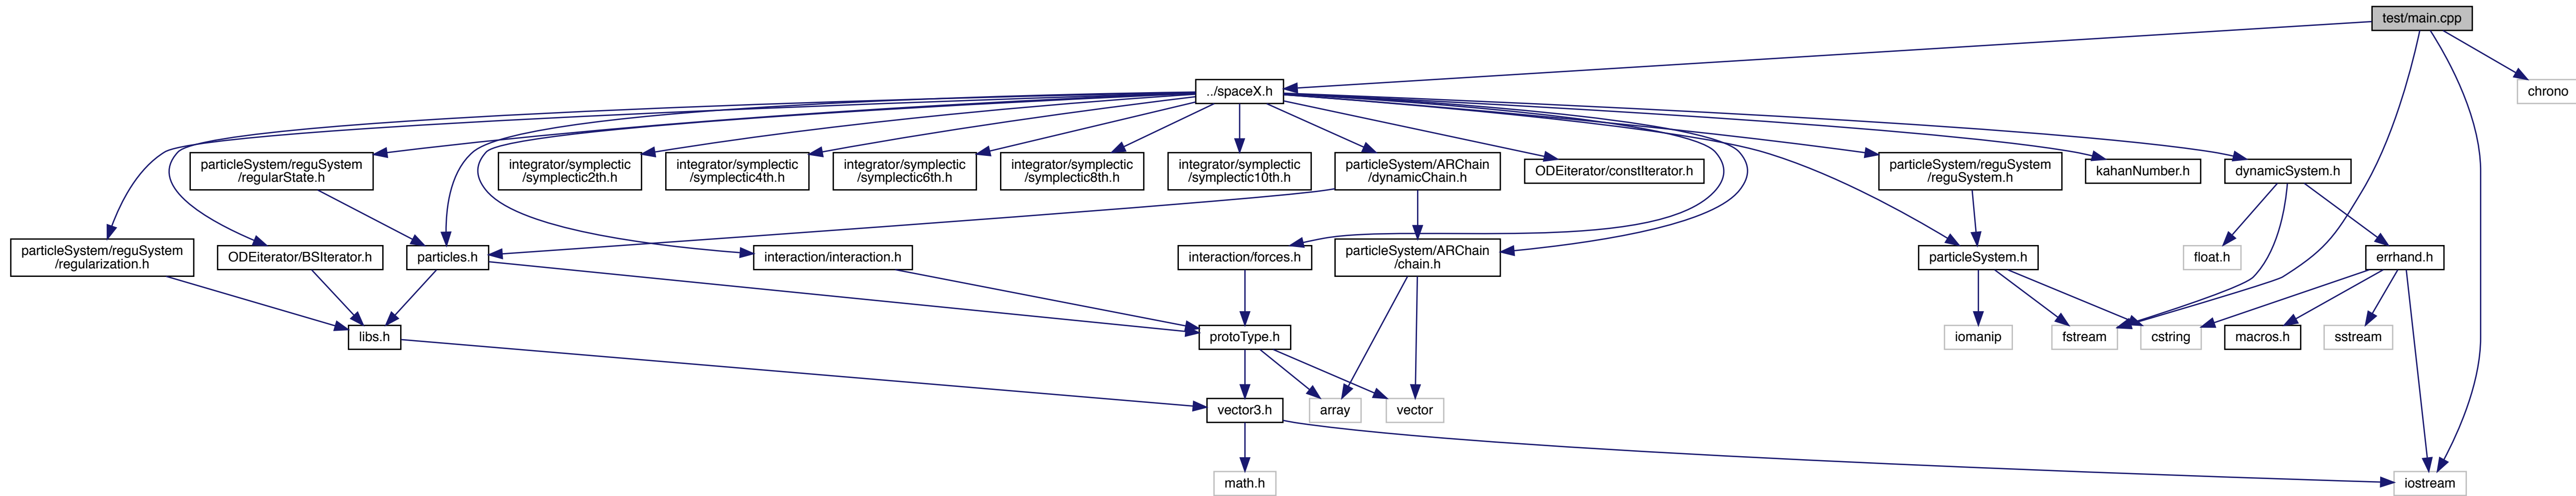 test/main.cpp
../spaceX.h
chrono
particleSystem/reguSystem
/regularState.h
integrator/symplectic
/symplectic2th.h
integrator/symplectic
/symplectic4th.h
integrator/symplectic
/symplectic6th.h
integrator/symplectic
/symplectic8th.h
integrator/symplectic
/symplectic10th.h
particleSystem/ARChain
/dynamicChain.h
ODEiterator/constIterator.h
particleSystem/reguSystem
/reguSystem.h
kahanNumber.h
dynamicSystem.h
particleSystem/reguSystem
/regularization.h
ODEiterator/BSIterator.h
particles.h
interaction/interaction.h
interaction/forces.h
particleSystem/ARChain
/chain.h
particleSystem.h
float.h
errhand.h
libs.h
protoType.h
iomanip
fstream
cstring
macros.h
sstream
vector3.h
array
vector
math.h
iostream